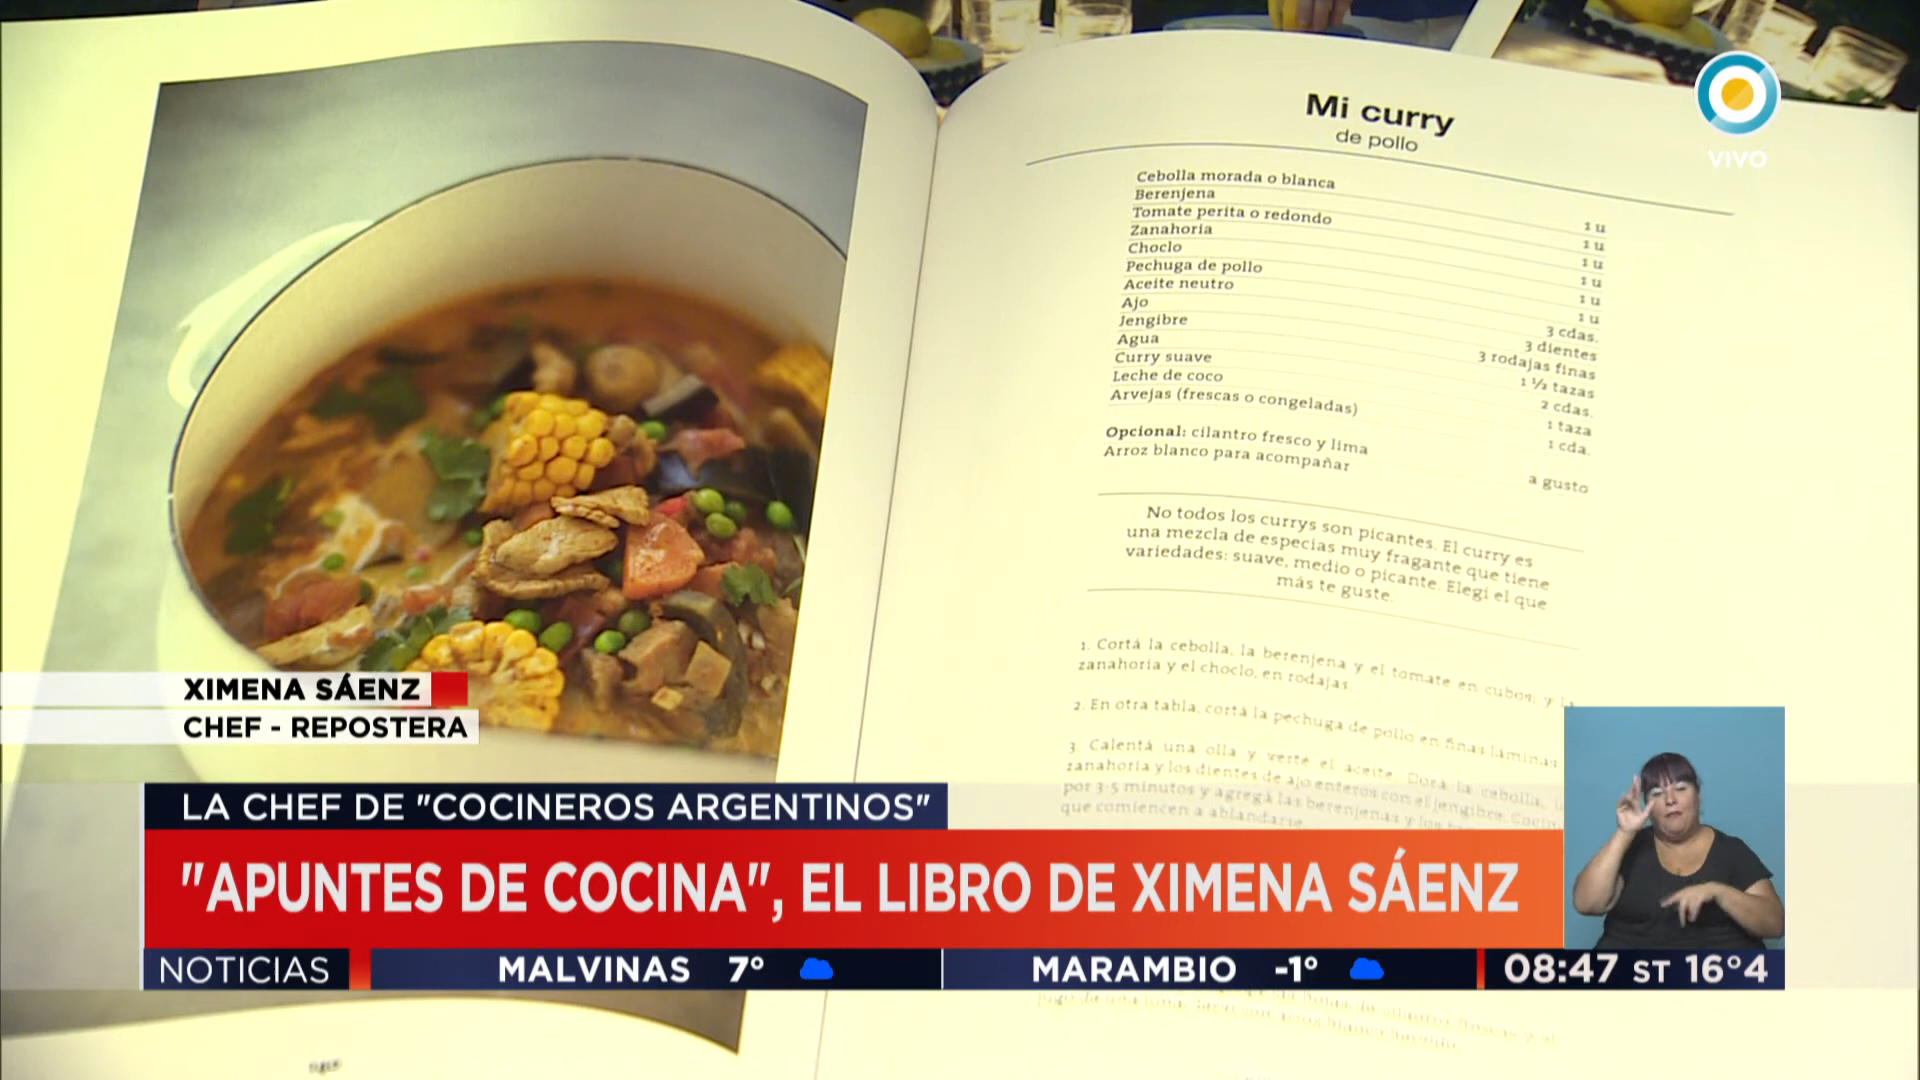 Mi curry
de pollo
VIVO
Cebolla morada o blanca 1 u
Berenjena 1 u
Tomate perita o redondo 1 u
Zanahoria 1 u
Choclo 1 u
Pechuga de pollo 1 u
Aceite neutro 3 cdas.
Ajo 3 dientes
Jengibre 3 rodajas finas
Agua 1 ½ tazas
Curry suave 2 cdas.
Leche de coco 1 taza
Arvejas (frescas o congeladas) 1 cda.
Opcional: cilantro fresco y lima
Arroz blanco para acompañar a gusto
No todos los currys son picantes. El curry es
una mezcla de especias muy fragante que tiene
variedades: suave, medio o picante. Elegí el que
más te guste.
1. Cortá la cebolla, la berenjena y el tomate en cubos, y la
zanahoria y el choclo, en rodajas.
2. En otra tabla, cortá la pechuga de pollo en finas láminas.
3. Calentá una olla y verté el aceite. Dorá la cebolla,
zanahoria y los dientes de ajo enteros con el jengibre. Cociná
por 3-5 minutos y agregá las berenjenas y los
que comiencen a ablandarse.
XIMENA SÁENZ
CHEF - REPOSTERA
LA CHEF DE "COCINEROS ARGENTINOS"
"APUNTES DE COCINA", EL LIBRO DE XIMENA SÁENZ
NOTICIAS MALVINAS 7° MARAMBIO -1° 08:47 ST 16°4